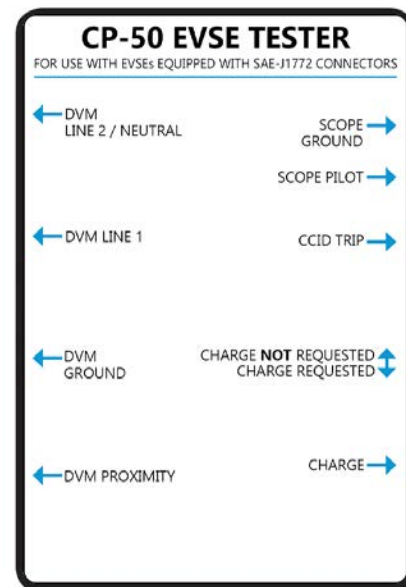 CP-50 EVSE TESTER
FOR USE WITH EVSEs EQUIPPED WITH SAE-J1772 CONNECTORS
DVM
LINE 2 / NEUTRAL
SCOPE
GROUND
SCOPE PILOT
DVM LINE 1
CCID TRIP
DVM
GROUND
CHARGE NOT REQUESTED
CHARGE REQUESTED
DVM PROXIMITY
CHARGE